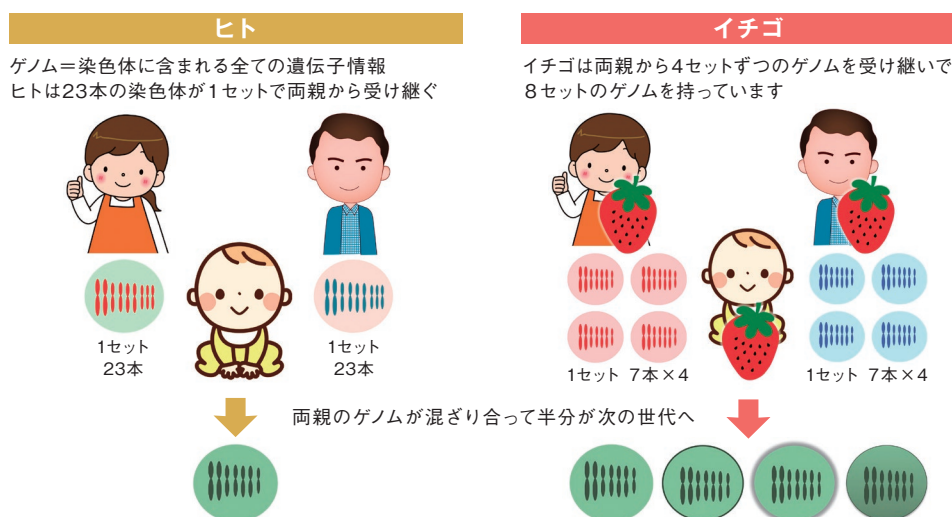 ヒト
ゲノム＝染色体に含まれる全ての遺伝子情報
ヒトは23本の染色体が1セットで両親から受け継ぐ
1セット
23本
1セット
23本
イチゴ
イチゴは両親から4セットずつのゲノムを受け継いで
8セットのゲノムを持っています
1セット 7本×4
1セット 7本×4
両親のゲノムが混ざり合って半分が次の世代へ